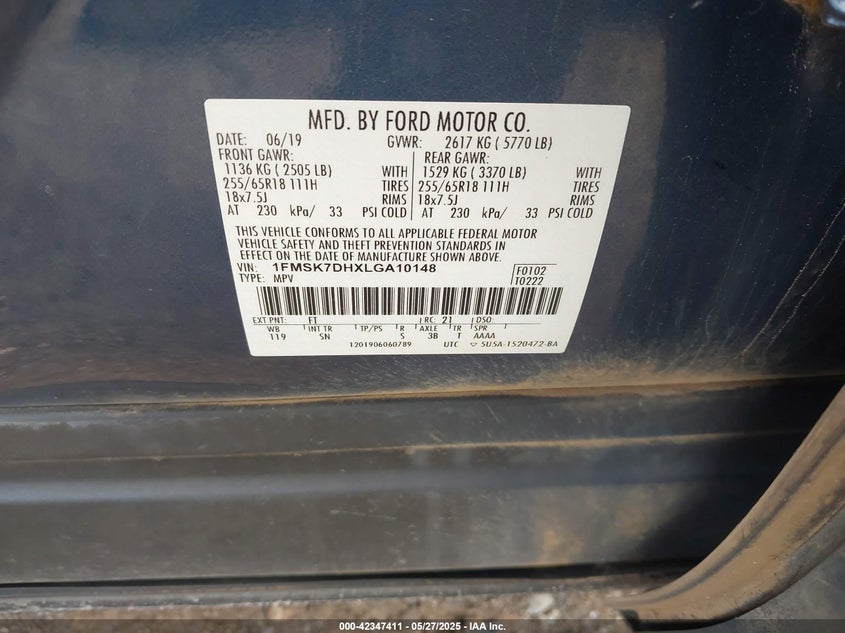 MFD. BY FORD MOTOR CO.
DATE: 06/19 GVWR: 2617 KG ( 5770 LB)
FRONT GAWR: REAR GAWR:
1136 KG ( 2505 LB) WITH 1529 KG ( 3370 LB) WITH
255/65R18 111H TIRES 255/65R18 111H TIRES
18x7.5J RIMS 18x7.5J RIMS
AT 230 kPa/ 33 PSI COLD AT 230 kPa/ 33 PSI COLD
THIS VEHICLE CONFORMS TO ALL APPLICABLE FEDERAL MOTOR
VEHICLE SAFETY AND THEFT PREVENTION STANDARDS IN
EFFECT ON THE DATE OF MANUFACTURE SHOWN ABOVE.
VIN: 1FMSK7DHXLGA10148 F0102
TYPE: MPV T0222
EXT PNT: FT RC: 21 DSO:
WB INT TR TP/PS R AXLE TR SPR
119 SN S 3B T AAAA
1201906060789 UTC ▽ 5U5A-1520472-BA
000-42347411 — 05/27/2025 — IAA Inc.